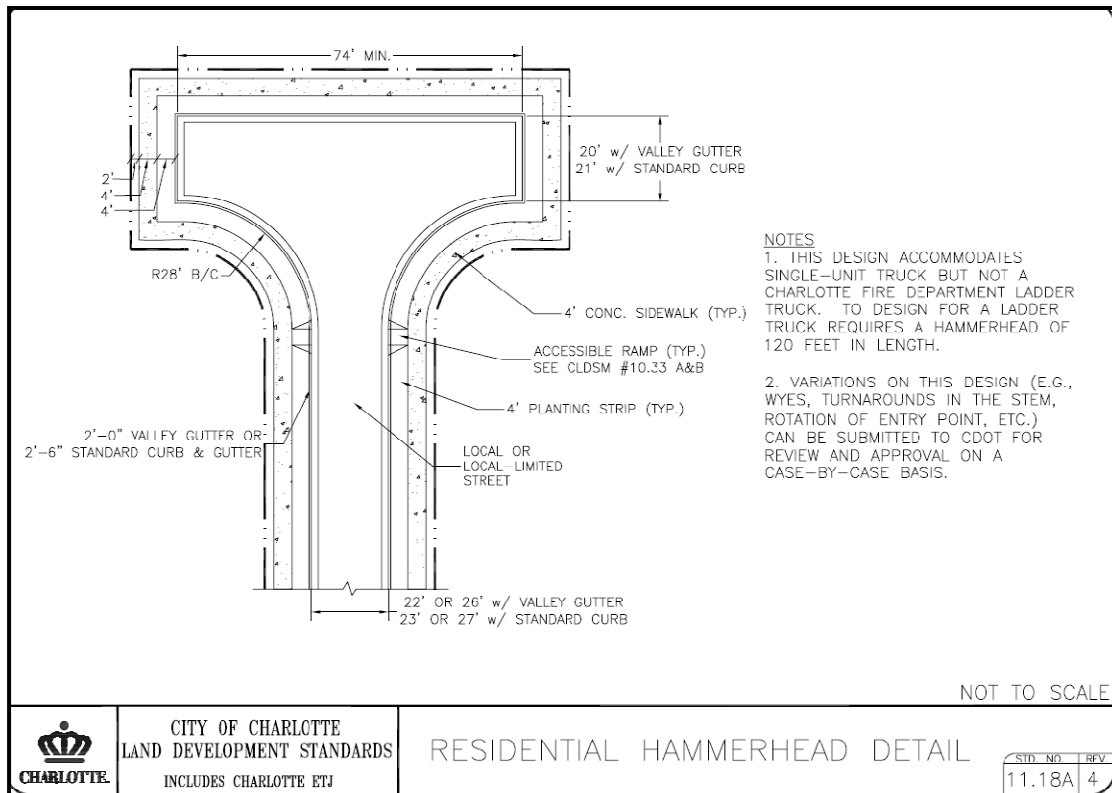 74' MIN.
20' w/ VALLEY GUTTER
21' w/ STANDARD CURB
2'
4'
4'
R28' B/C
4' CONC. SIDEWALK (TYP.)
ACCESSIBLE RAMP (TYP.)
SEE CLDSM #10.33 A&B
4' PLANTING STRIP (TYP.)
2'-0" VALLEY GUTTER OR
2'-6" STANDARD CURB & GUTTER
LOCAL OR
LOCAL-LIMITED
STREET
22' OR 26' w/ VALLEY GUTTER
23' OR 27' w/ STANDARD CURB
NOTES
1. THIS DESIGN ACCOMMODATES
SINGLE-UNIT TRUCK BUT NOT A
CHARLOTTE FIRE DEPARTMENT LADDER
TRUCK. TO DESIGN FOR A LADDER
TRUCK REQUIRES A HAMMERHEAD OF
120 FEET IN LENGTH.
2. VARIATIONS ON THIS DESIGN (E.G.,
WYES, TURNAROUNDS IN THE STEM,
ROTATION OF ENTRY POINT, ETC.)
CAN BE SUBMITTED TO CDOT FOR
REVIEW AND APPROVAL ON A
CASE-BY-CASE BASIS.
NOT TO SCALE
CHARLOTTE.
CITY OF CHARLOTTE
LAND DEVELOPMENT STANDARDS
INCLUDES CHARLOTTE ETJ
RESIDENTIAL HAMMERHEAD DETAIL
STD. NO. REV.
11.18A 4